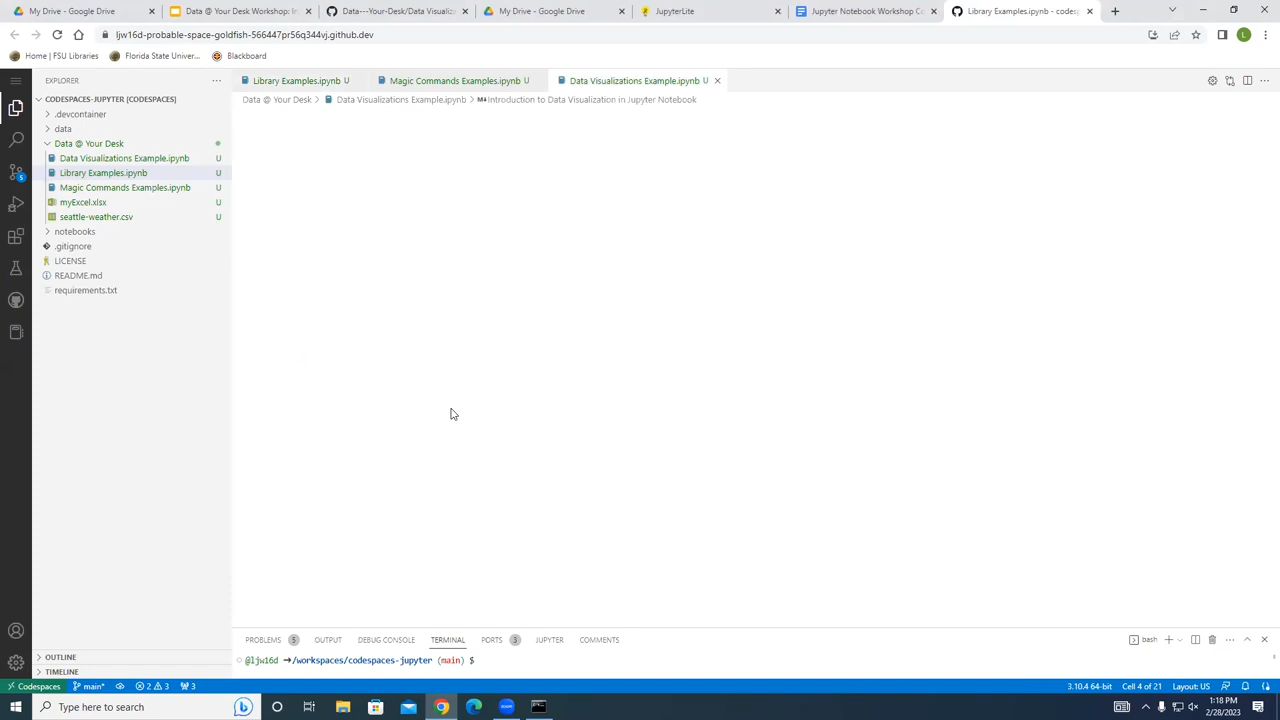 My Drive - Google Drive
Data @ Your Desk Workshop: In
Data---Your-Desk/Data Visualiz
My Drive - Google Drive
JupyterLite
Jupyter Notebook Workshop Co
Library Examples.ipynb - codesp
ljw16d-probable-space-goldfish-566447pr56q344vj.github.dev
L
Home | FSU Libraries
Florida State Univer...
Blackboard
EXPLORER
Library Examples.ipynb U
Magic Commands Examples.ipynb U
Data Visualizations Example.ipynb U
CODESPACES-JUPYTER [CODESPACES]
Data @ Your Desk > Data Visualizations Example.ipynb > Introduction to Data Visualization in Jupyter Notebook
.devcontainer
data
Data @ Your Desk
Data Visualizations Example.ipynb U
Library Examples.ipynb U
Magic Commands Examples.ipynb U
myExcel.xlsx U
seattle-weather.csv U
notebooks
.gitignore
LICENSE
README.md
requirements.txt
5
PROBLEMS 5 OUTPUT DEBUG CONSOLE TERMINAL PORTS 3 JUPYTER COMMENTS
bash
@ljw16d →/workspaces/codespaces-jupyter (main) $
OUTLINE
TIMELINE
Codespaces main* 2 3 3
3.10.4 64-bit Cell 4 of 21 Layout: US
Type here to search
zoom
1:18 PM
2/28/2023